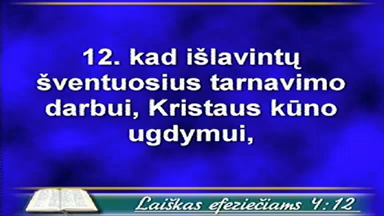 12. kad išlavintų
šventuosius tarnavimo
darbui, Kristaus kūno
ugdymui,
Laiškas efeziečiams 4:12